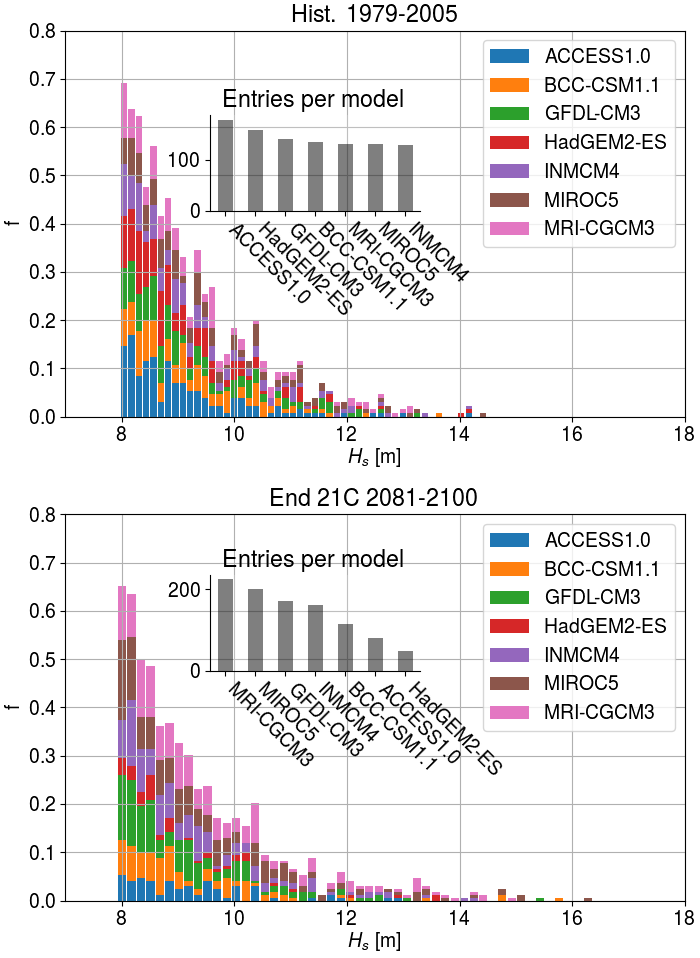 Hist. 1979-2005
0.8
0.7
0.6
0.5
0.4
0.3
0.2
0.1
0.0
f
8
10
12
14
16
18
Hs [m]
Entries per model
100
0
ACCESS1.0
HadGEM2-ES
GFDL-CM3
BCC-CSM1.1
MRI-CGCM3
MIROC5
INMCM4
ACCESS1.0
BCC-CSM1.1
GFDL-CM3
HadGEM2-ES
INMCM4
MIROC5
MRI-CGCM3
End 21C 2081-2100
0.8
0.7
0.6
0.5
0.4
0.3
0.2
0.1
0.0
f
8
10
12
14
16
18
Hs [m]
Entries per model
200
0
MRI-CGCM3
MIROC5
GFDL-CM3
INMCM4
BCC-CSM1.1
ACCESS1.0
HadGEM2-ES
ACCESS1.0
BCC-CSM1.1
GFDL-CM3
HadGEM2-ES
INMCM4
MIROC5
MRI-CGCM3